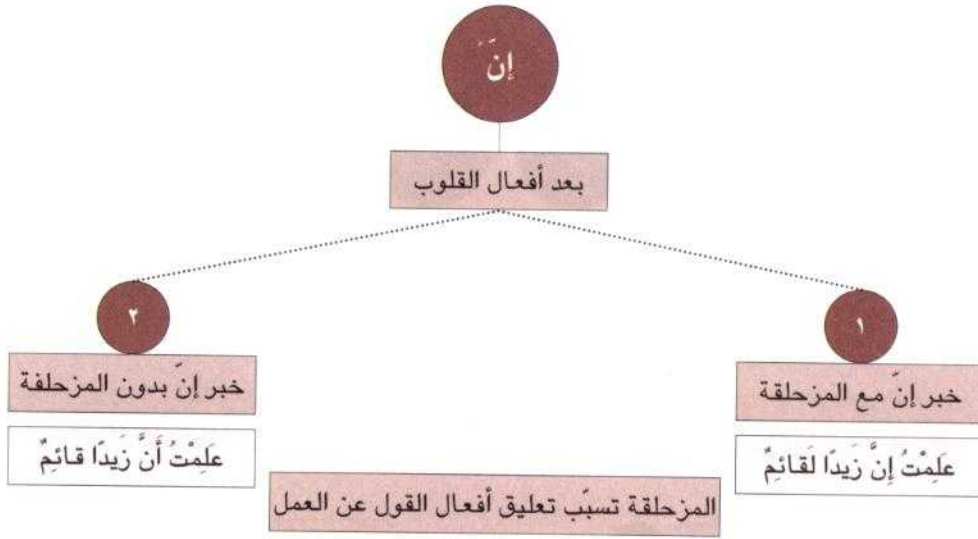 إنّ
بعد أفعال القلوب
١
خبر إنّ مع المزحلقة
عَلِمْتُ إِنَّ زَيدًا لَقائِمٌ
٢
خبر إنّ بدون المزحلفة
عَلِمْتُ أَنَّ زَيدًا قائِمٌ
المزحلقة تسبّب تعليق أفعال القول عن العمل